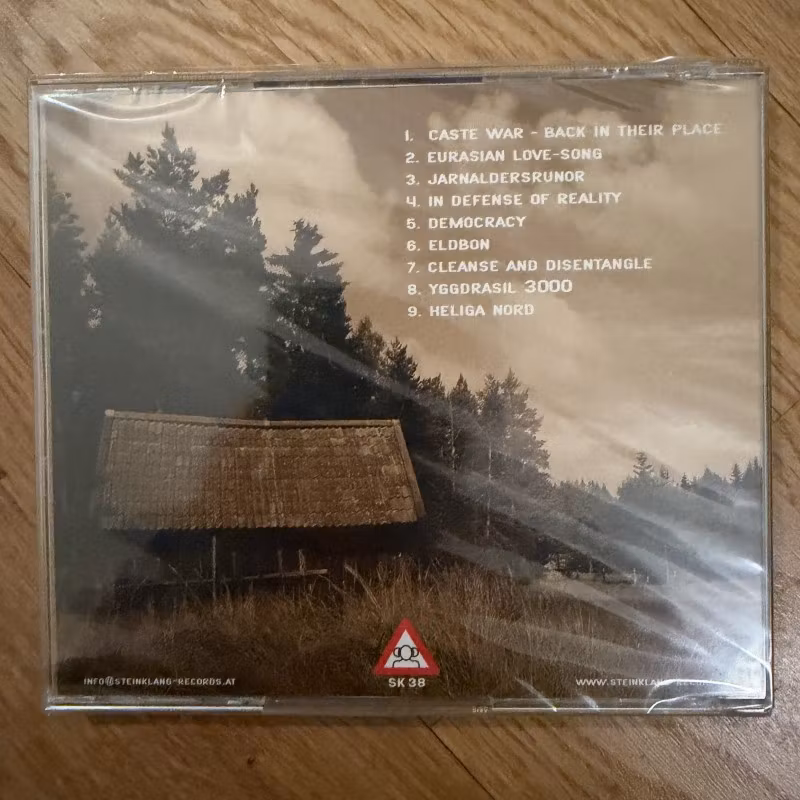 1. CASTE WAR - BACK IN THEIR PLACE
2. EURASIAN LOVE-SONG
3. JARNALDERSRUNOR
4. IN DEFENSE OF REALITY
5. DEMOCRACY
6. ELDBON
7. CLEANSE AND DISENTANGLE
8. YGGDRASIL 3000
9. HELIGA NORD
SK 38
INFO@STEINKLANG-RECORDS.AT